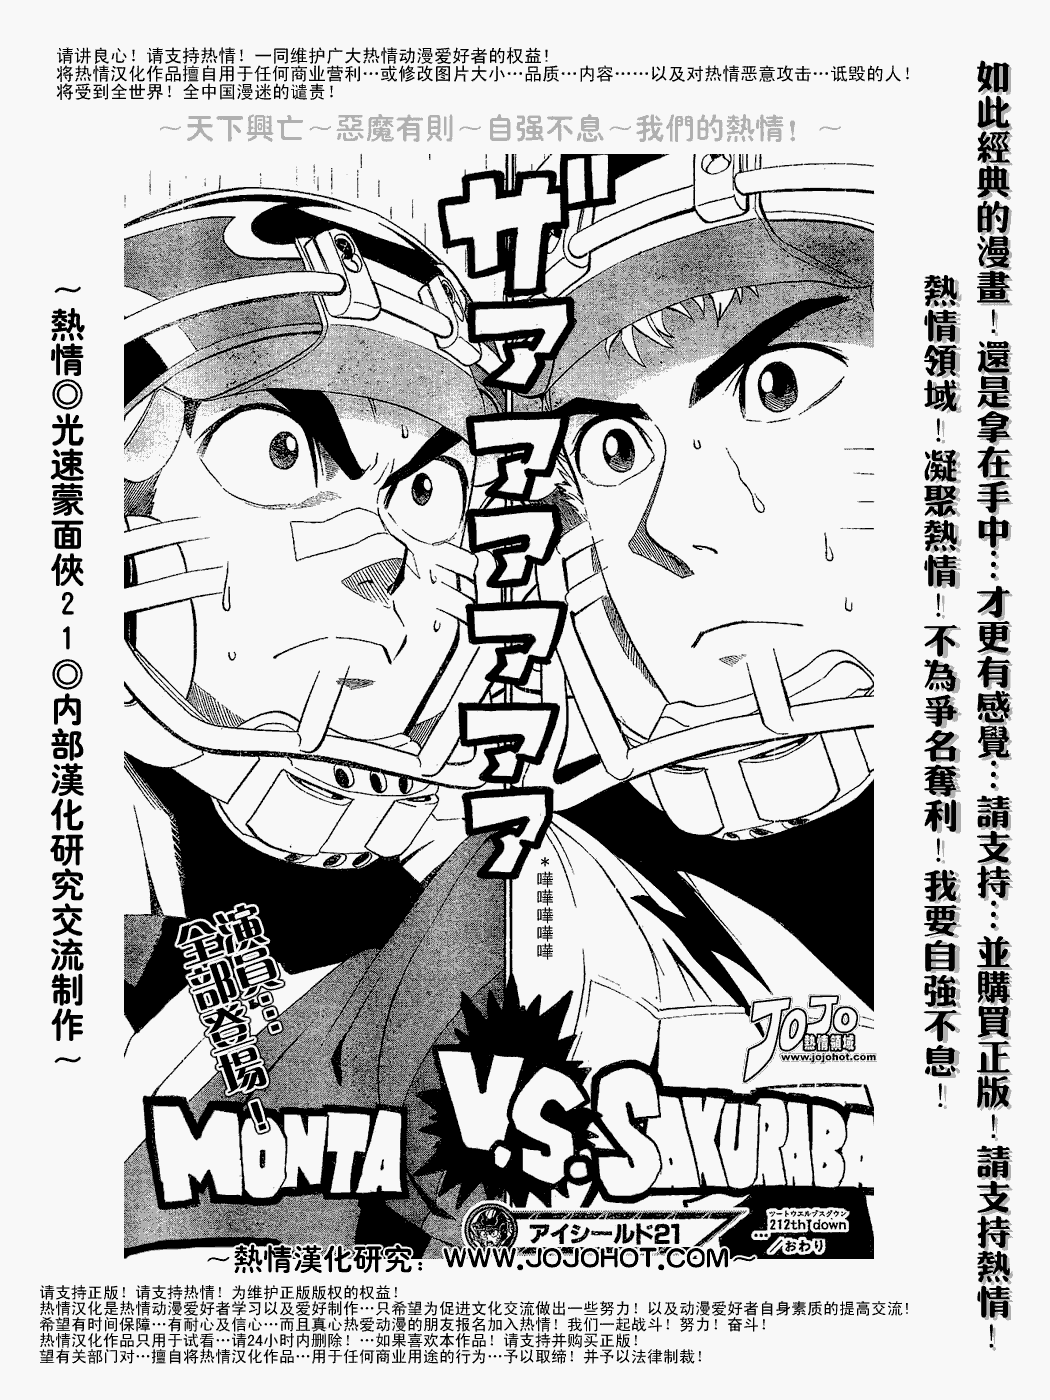 请讲良心！请支持热情！一同维护广大热情动漫爱好者的权益！
将热情汉化作品擅自用于任何商业营利…或修改图片大小…品质…内容……以及对热情恶意攻击…诋毁的人！
将受到全世界！全中国漫迷的谴责！
～天下興亡～惡魔有則～自强不息～我們的熱情！～
如此經典的漫畫！還是拿在手中…才更有感覺…請支持…並購買正版！請支持熱情！
熱情領域！凝聚熱情！不為爭名奪利！我要自強不息！
～熱情◎光速蒙面俠21◎内部漢化研究交流制作～
ザァァァァァァ
*嘩嘩嘩嘩嘩
演員…
全部登場！
JOJO
熱情領域
www.jojohot.com
MONTA V.S. SAKURABA
アイシールド21
ツートゥエルブスダウン
212th down
…／おわり
～熱情漢化研究：WWW.JOJOHOT.COM～
请支持正版！请支持热情！为维护正版版权的权益！
热情汉化是热情动漫爱好者学习以及爱好制作…只希望为促进文化交流做出一些努力！以及动漫爱好者自身素质的提高交流！
希望有时间保障…有耐心及信心…而且真心热爱动漫的朋友报名加入热情！我们一起战斗！努力！奋斗！
热情汉化作品只用于试看…请24小时内删除！…如果喜欢本作品！请支持并购买正版！
望有关部门对…擅自将热情汉化作品…用于任何商业用途的行为…予以取缔！并予以法律制裁！